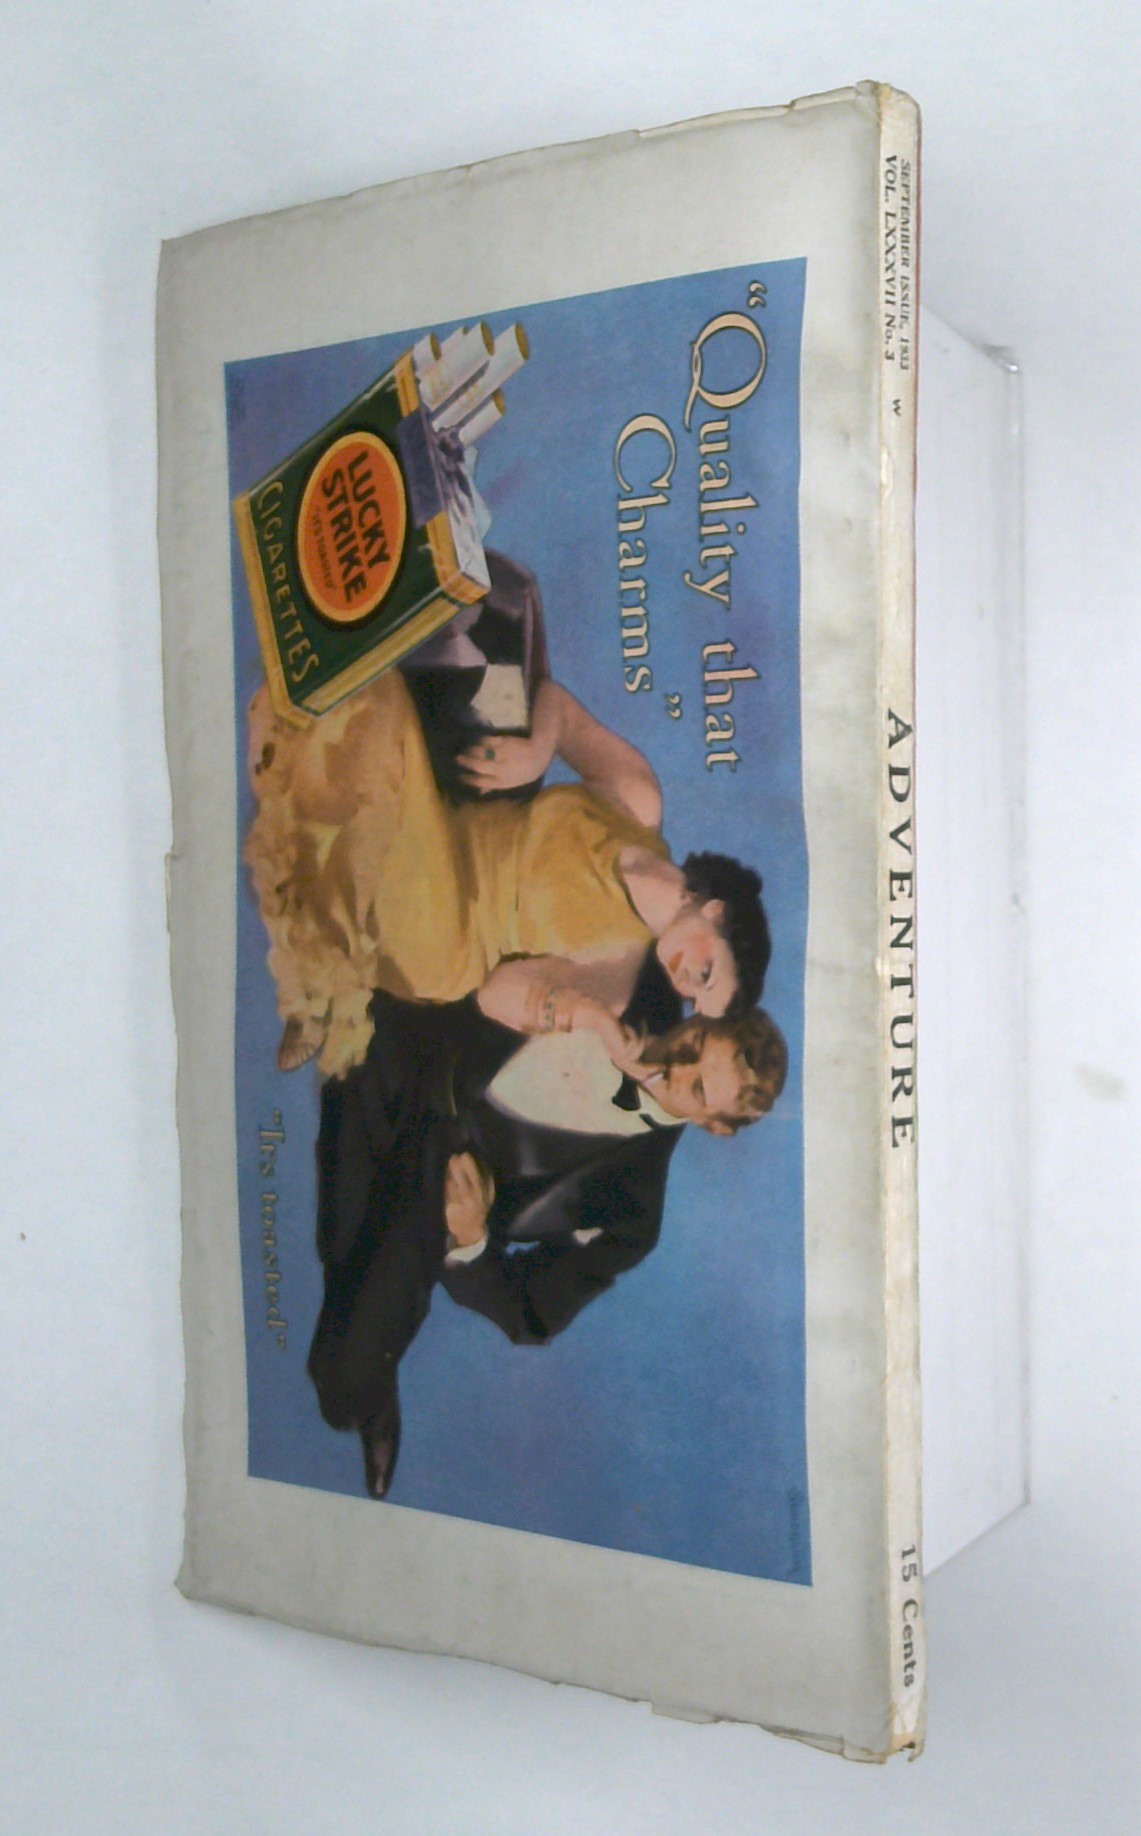 SEPTEMBER ISSUE, 1933
VOL. LXXXVII No. 3
W
ADVENTURE
15 Cents
"Quality that
Charms"
LUCKY
STRIKE
"IT'S TOASTED"
CIGARETTES
"It's toasted"